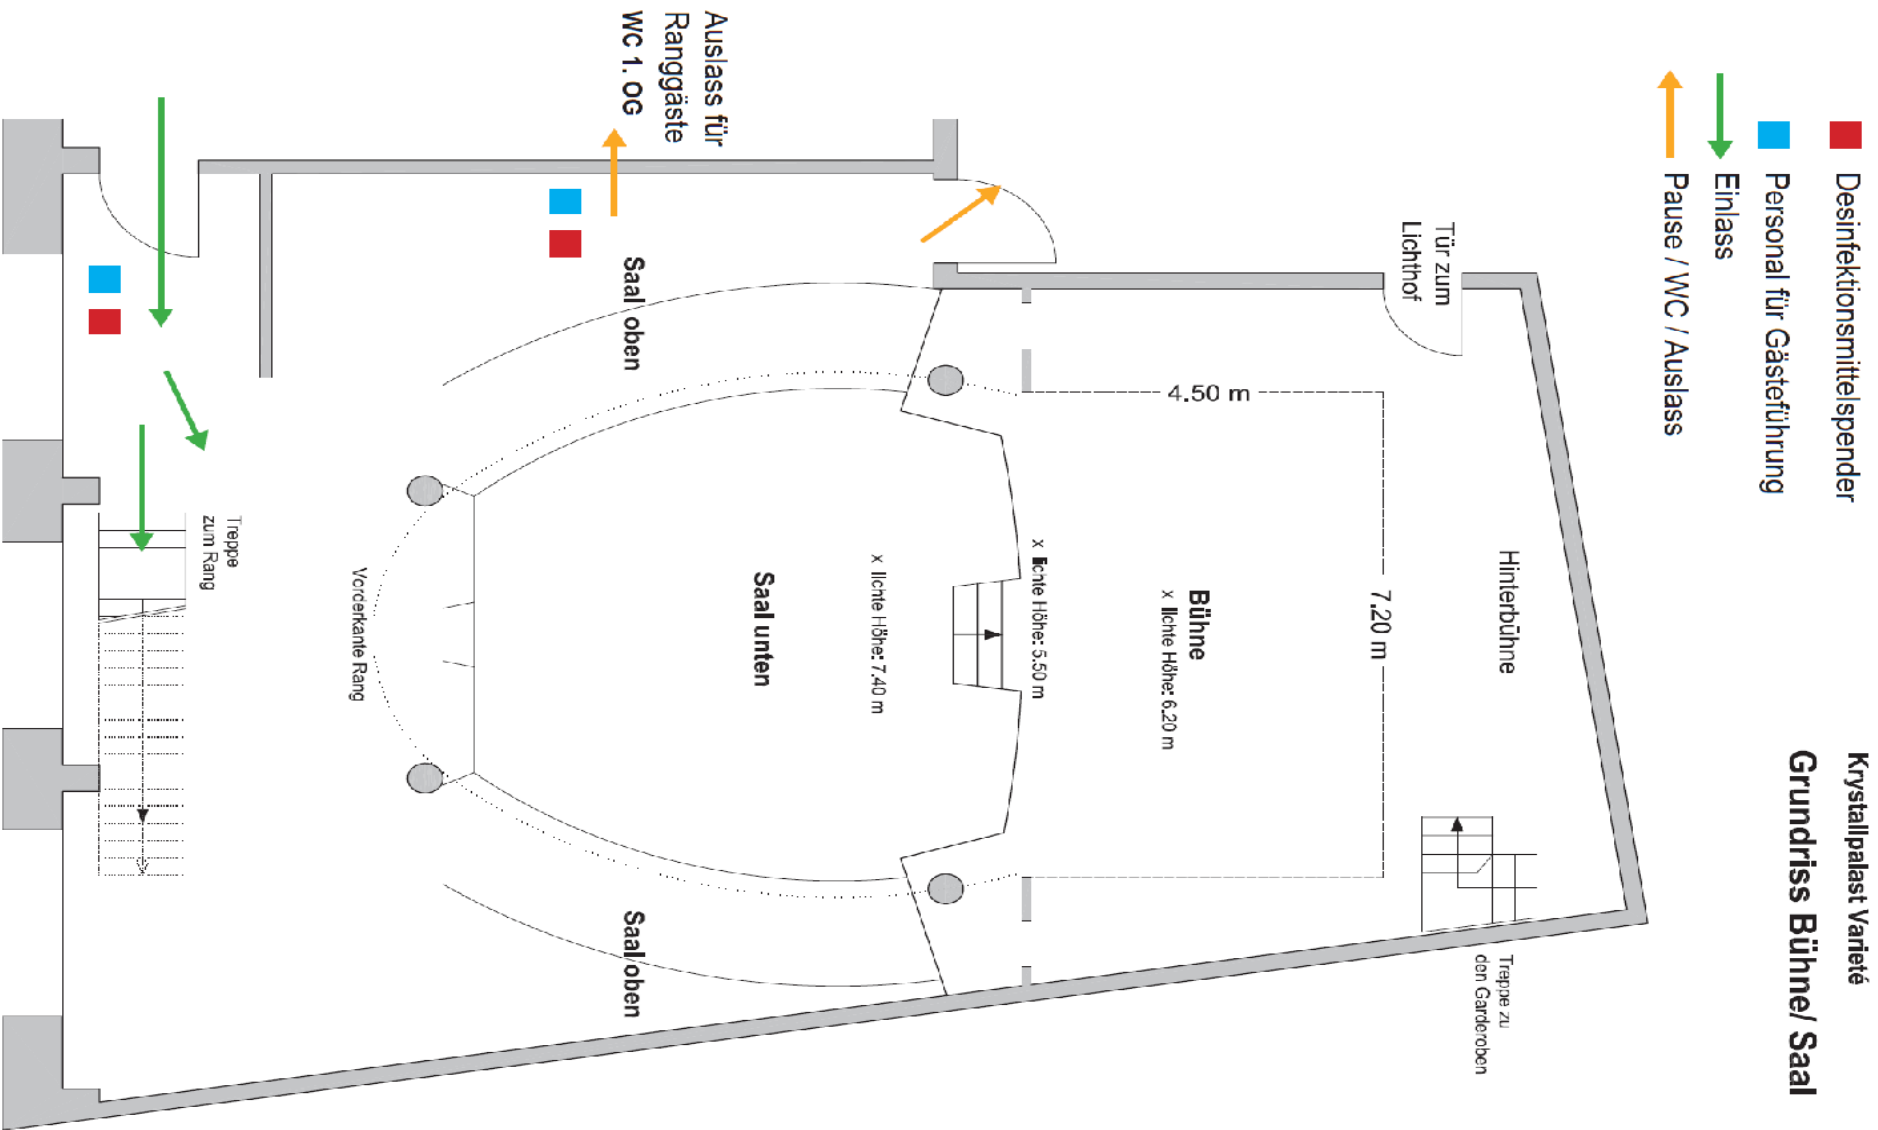 Krystallpalast Varieté
Grundriss Bühne/ Saal
Desinfektionsmittelspender
Personal für Gästeführung
Einlass
Pause / WC / Auslass
Tür zum
Lichthof
Hinterbühne
Treppe zu
den Garderoben
4.50 m
7.20 m
Bühne
x lichte Höhe: 6.20 m
x lichte Höhe: 5.50 m
x lichte Höhe: 7.40 m
Saal unten
Auslass für
Ranggäste
WC 1. OG
Saal oben
Saal oben
Vorderkante Rang
Treppe
zum Rang